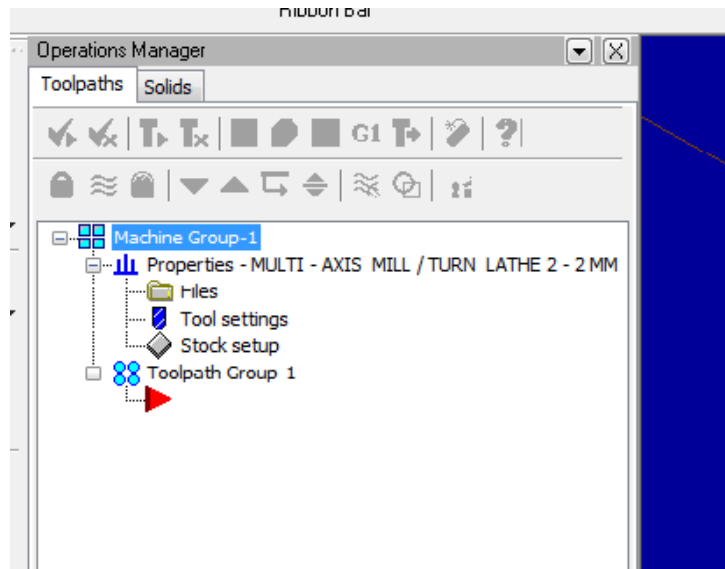 Ribbon Bar
Operations Manager
Toolpaths Solids
G1
Machine Group-1
Properties - MULTI - AXIS MILL / TURN LATHE 2 - 2 MM
Files
Tool settings
Stock setup
Toolpath Group 1